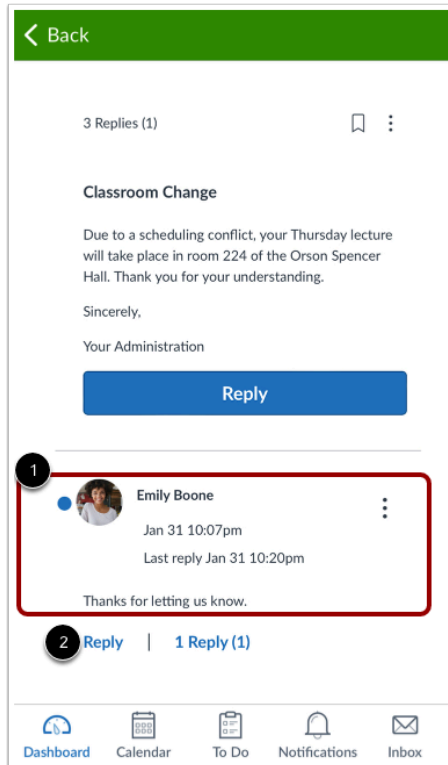 Back
3 Replies (1)
Classroom Change
Due to a scheduling conflict, your Thursday lecture
will take place in room 224 of the Orson Spencer
Hall. Thank you for your understanding.
Sincerely,
Your Administration
Reply
1
Emily Boone
Jan 31 10:07pm
Last reply Jan 31 10:20pm
Thanks for letting us know.
2 Reply | 1 Reply (1)
Dashboard Calendar To Do Notifications Inbox